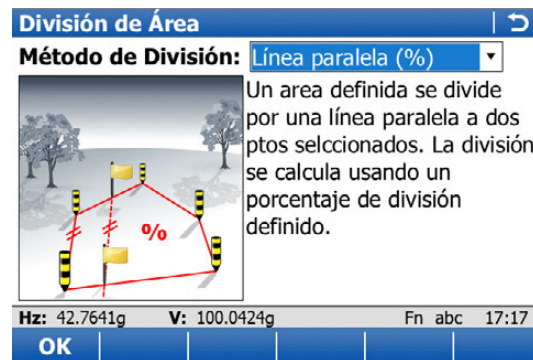 División de Área
Método de División: Línea paralela (%)
Un area definida se divide
por una línea paralela a dos
ptos selccionados. La división
se calcula usando un
porcentaje de división
definido.
%
Hz: 42.7641g V: 100.0424g Fn abc 17:17
OK